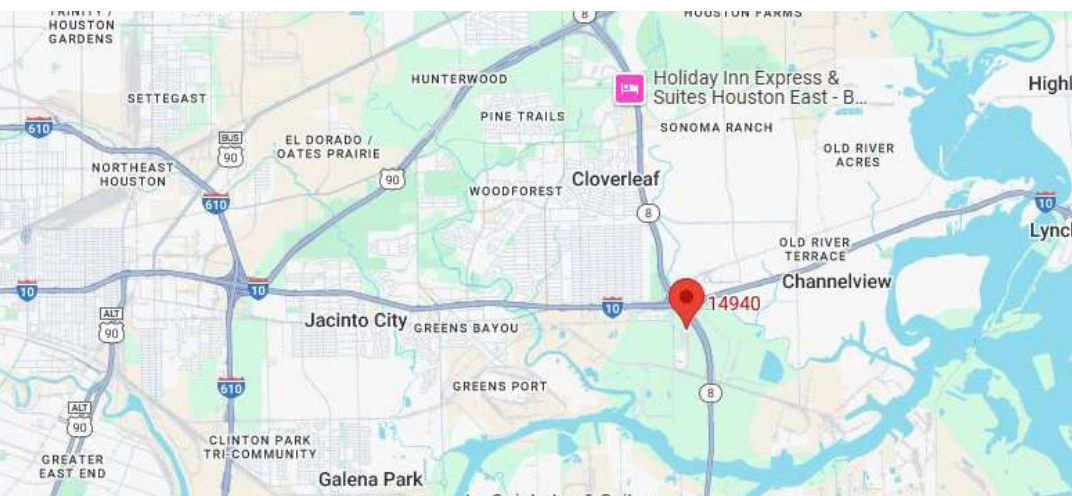 TRINITY /
HOUSTON
GARDENS
8
HOUSTON FARMS
HUNTERWOOD
Holiday Inn Express &
Suites Houston East - B...
Highl
SETTEGAST
PINE TRAILS
610
BUS
90
EL DORADO /
OATES PRAIRIE
SONOMA RANCH
OLD RIVER
ACRES
NORTHEAST
HOUSTON
90
WOODFOREST
Cloverleaf
610
8
10
Lyncl
OLD RIVER
TERRACE
Channelview
10
10
10
14940
ALT
90
Jacinto City
GREENS BAYOU
610
GREENS PORT
8
ALT
90
CLINTON PARK
TRI-COMMUNITY
GREATER
EAST END
Galena Park